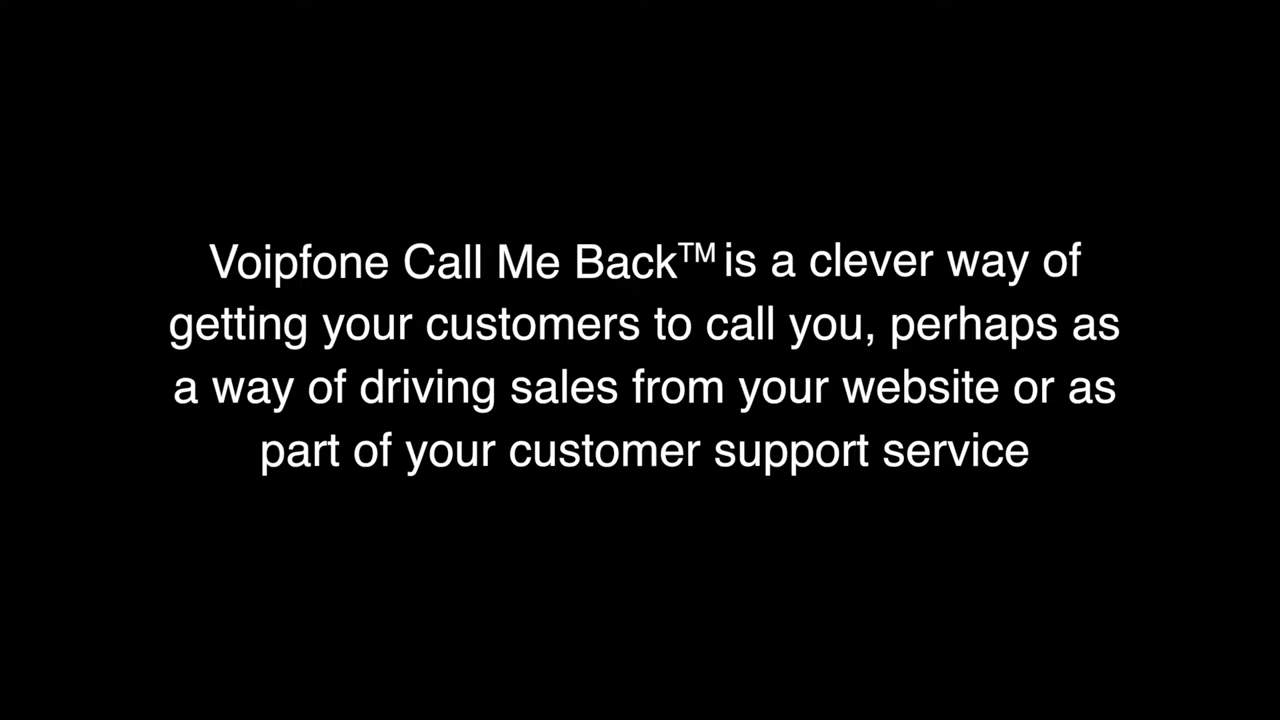 Voipfone Call Me Back™ is a clever way of
getting your customers to call you, perhaps as
a way of driving sales from your website or as
part of your customer support service